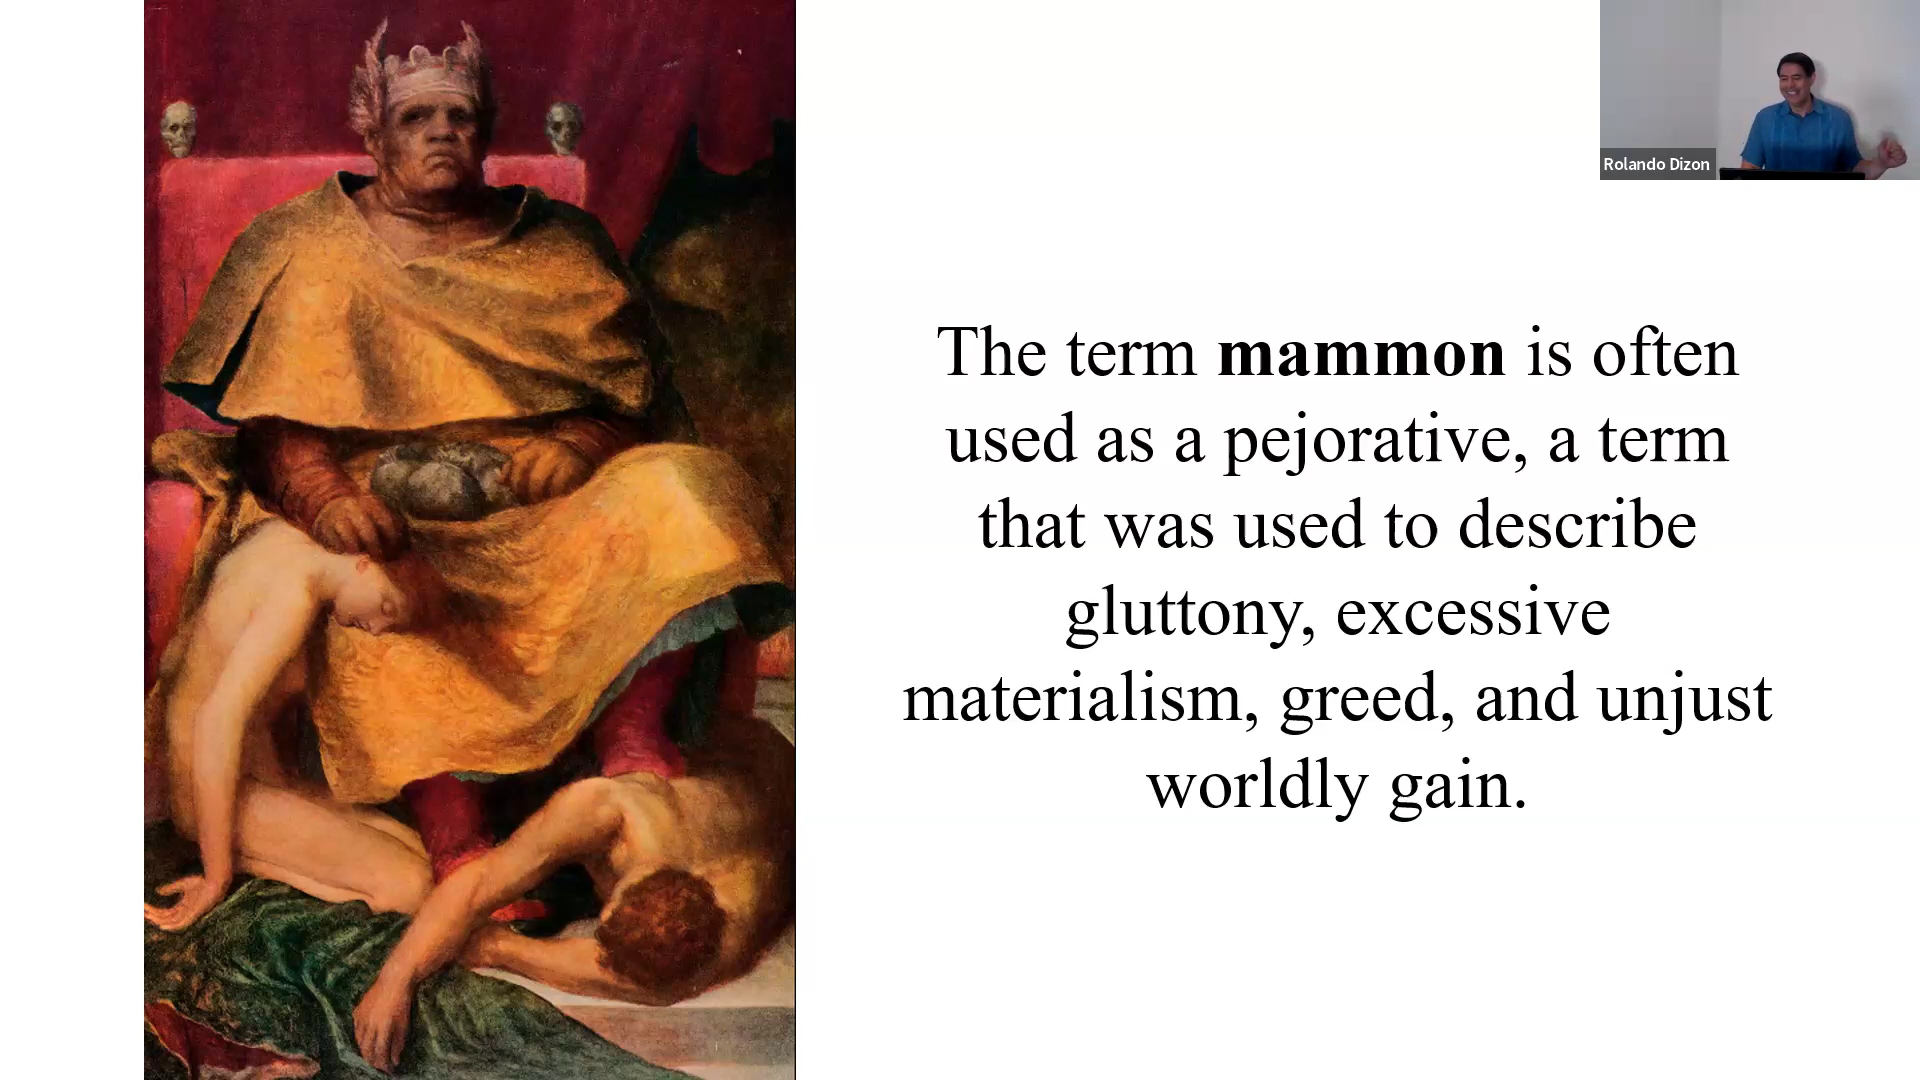 Rolando Dizon
The term mammon is often
used as a pejorative, a term
that was used to describe
gluttony, excessive
materialism, greed, and unjust
worldly gain.